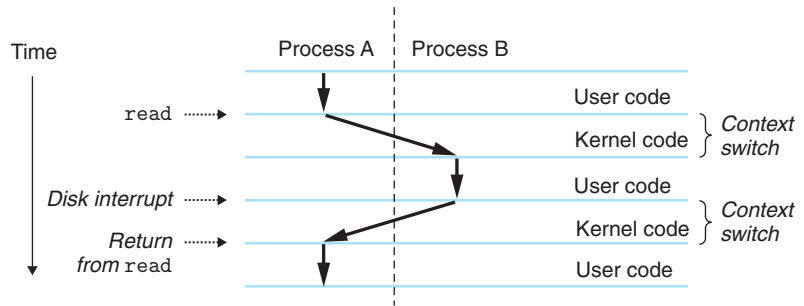 Process A
Process B
Time
User code
read
Kernel code
Context
switch
User code
Disk interrupt
Kernel code
Context
switch
Return
from read
User code